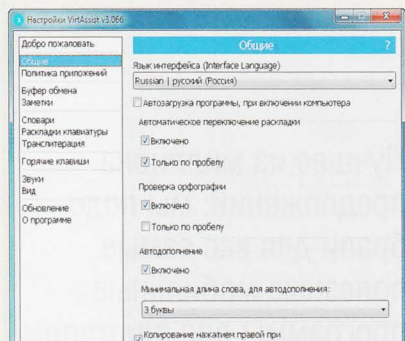 Настройки VirtAssist v3.066
Добро пожаловать
Общие
Политика приложений
Буфер обмена
Заметки
Словари
Раскладки клавиатуры
Транслитерация
Горячие клавиши
Звуки
Вид
Обновление
О программе
Общие ?
Язык интерфейса (Interface Language)
Russian | русский (Россия)
Автозагрузка программы, при включении компьютера
Автоматическое переключение раскладки
Включено
Только по пробелу
Проверка орфографии
Включено
Только по пробелу
Автодополнение
Включено
Минимальная длина слова, для автодополнения:
3 буквы
Копирование нажатием правой при